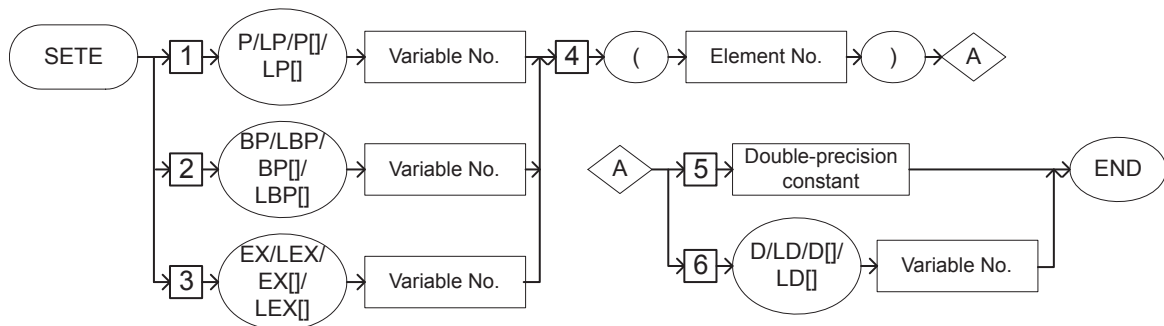 SETE
1
P/LP/P[]/
LP[]
Variable No.
4
(
Element No.
)
A
2
BP/LBP/
BP[]/
LBP[]
Variable No.
3
EX/LEX/
EX[]/
LEX[]
Variable No.
A
5
Double-precision
constant
END
6
D/LD/D[]/
LD[]
Variable No.